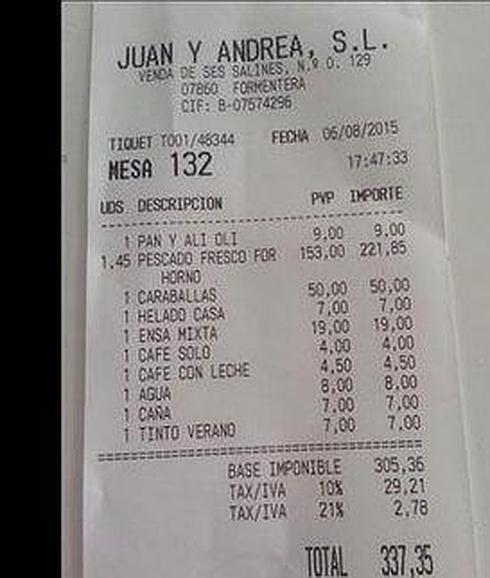 JUAN Y ANDREA, S.L.
VENDA DE SES SALINES, N.º 0. 129
07860 FORMENTERA
CIF: B-07574296
TIQUET T001/46344 FECHA 06/08/2015
MESA 132 17:47:33
UDS DESCRIPCION PVP IMPORTE
1 PAN Y ALI OLI 9,00 9,00
1,45 PESCADO FRESCO FOR 153,00 221,85
HORNO
1 CARABALLAS 50,00 50,00
1 HELADO CASA 7,00 7,00
1 ENSA MIXTA 19,00 19,00
1 CAFE SOLO 4,00 4,00
1 CAFE CON LECHE 4,50 4,50
1 AGUA 8,00 8,00
1 CAÑA 7,00 7,00
1 TINTO VERANO 7,00 7,00
BASE IMPONIBLE 305,36
TAX/IVA 10% 29,21
TAX/IVA 21% 2,78
TOTAL 337,35